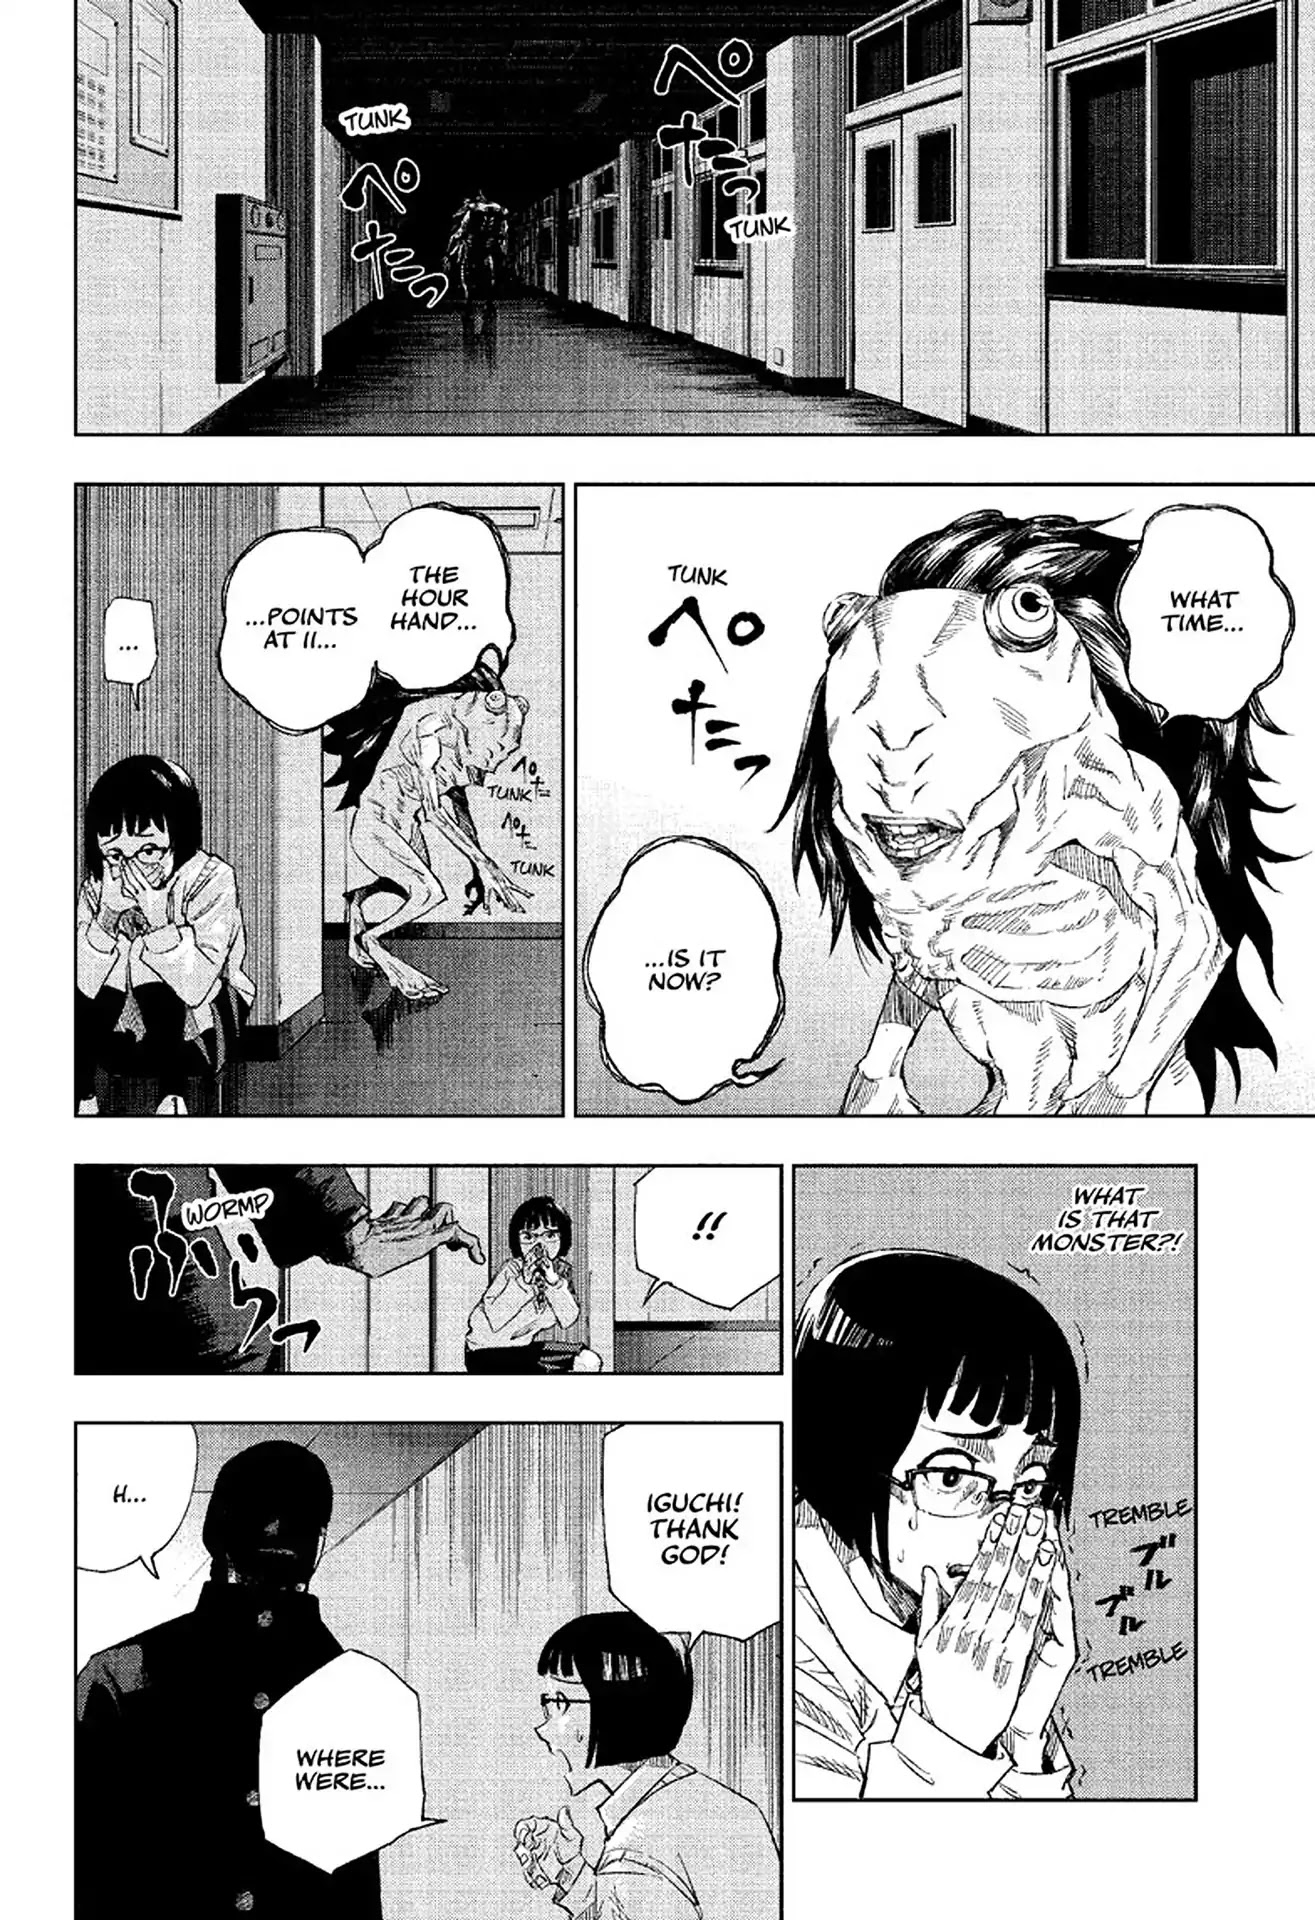 ペ
たっ
TUNK
TUNK
ペ
たっ
WHAT
TIME...
TUNK
ペ
たっ
...IS IT
NOW?
THE
HOUR
HAND...
...POINTS
AT 11...
ペた
TUNK
ペた
TUNK
...
WHAT
IS THAT
MONSTER?!
TREMBLE
ブル
ブル
TREMBLE
!!
WORMP
IGUCHI!
THANK
GOD!
WHERE
WERE...
H...